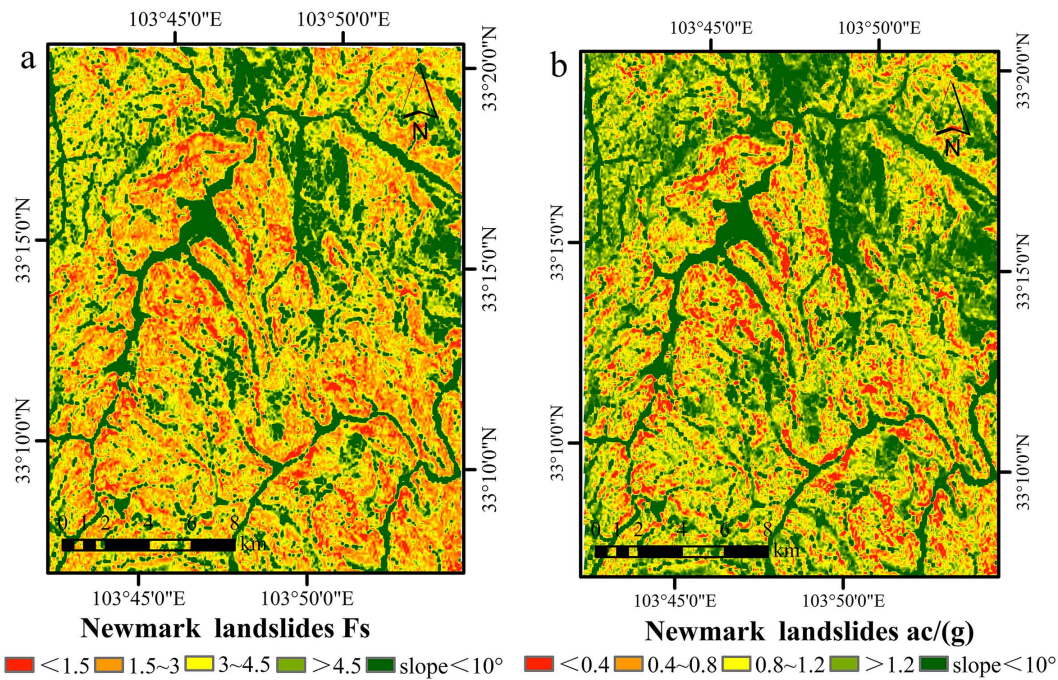 a
103°45'0"E 103°50'0"E
33°20'0"N
33°15'0"N 33°15'0"N
33°10'0"N 33°10'0"N
N
0 1 2 4 6 8
km
103°45'0"E 103°50'0"E
Newmark landslides Fs
<1.5 1.5~3 3~4.5 >4.5 slope<10°
b
103°45'0"E 103°50'0"E
33°20'0"N
33°15'0"N 33°15'0"N
33°10'0"N 33°10'0"N
N
0 1 2 4 6 8
km
103°45'0"E 103°50'0"E
Newmark landslides ac/(g)
<0.4 0.4~0.8 0.8~1.2 >1.2 slope<10°